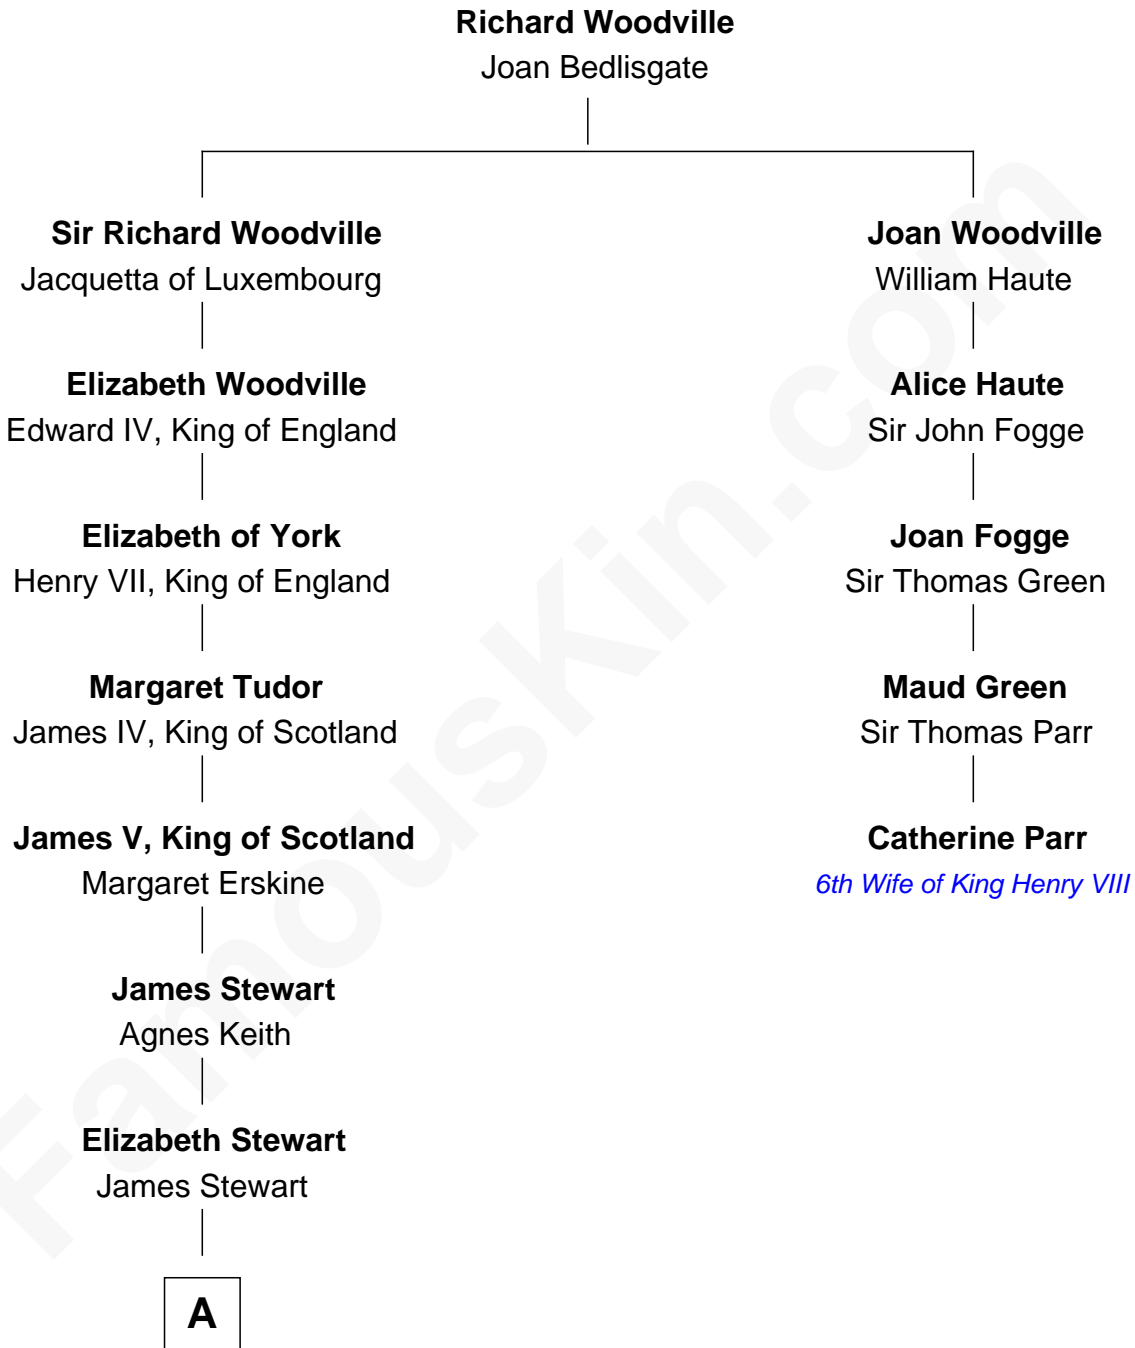 Richard Woodville
Joan Bedlisgate
Sir Richard Woodville
Jacquetta of Luxembourg
Joan Woodville
William Haute
Elizabeth Woodville
Edward IV, King of England
Alice Haute
Sir John Fogge
Elizabeth of York
Henry VII, King of England
Joan Fogge
Sir Thomas Green
Margaret Tudor
James IV, King of Scotland
Maud Green
Sir Thomas Parr
James V, King of Scotland
Margaret Erskine
Catherine Parr
6th Wife of King Henry VIII
James Stewart
Agnes Keith
Elizabeth Stewart
James Stewart
A
FamousKin.com